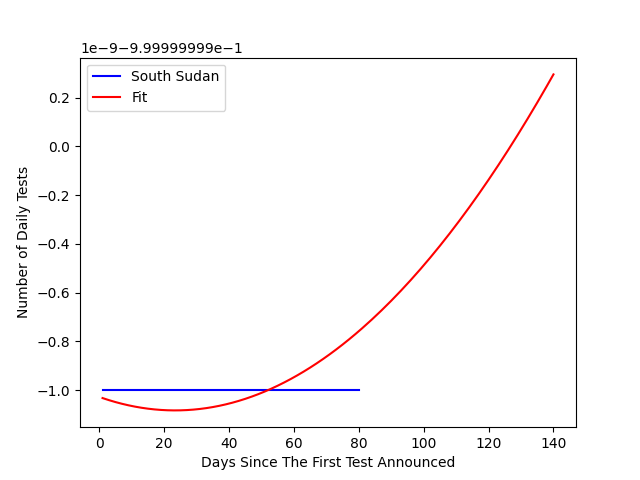 1e−9−9.99999999e−1
South Sudan
Fit
0.2
0.0
−0.2
−0.4
−0.6
−0.8
−1.0
Number of Daily Tests
0 20 40 60 80 100 120 140
Days Since The First Test Announced